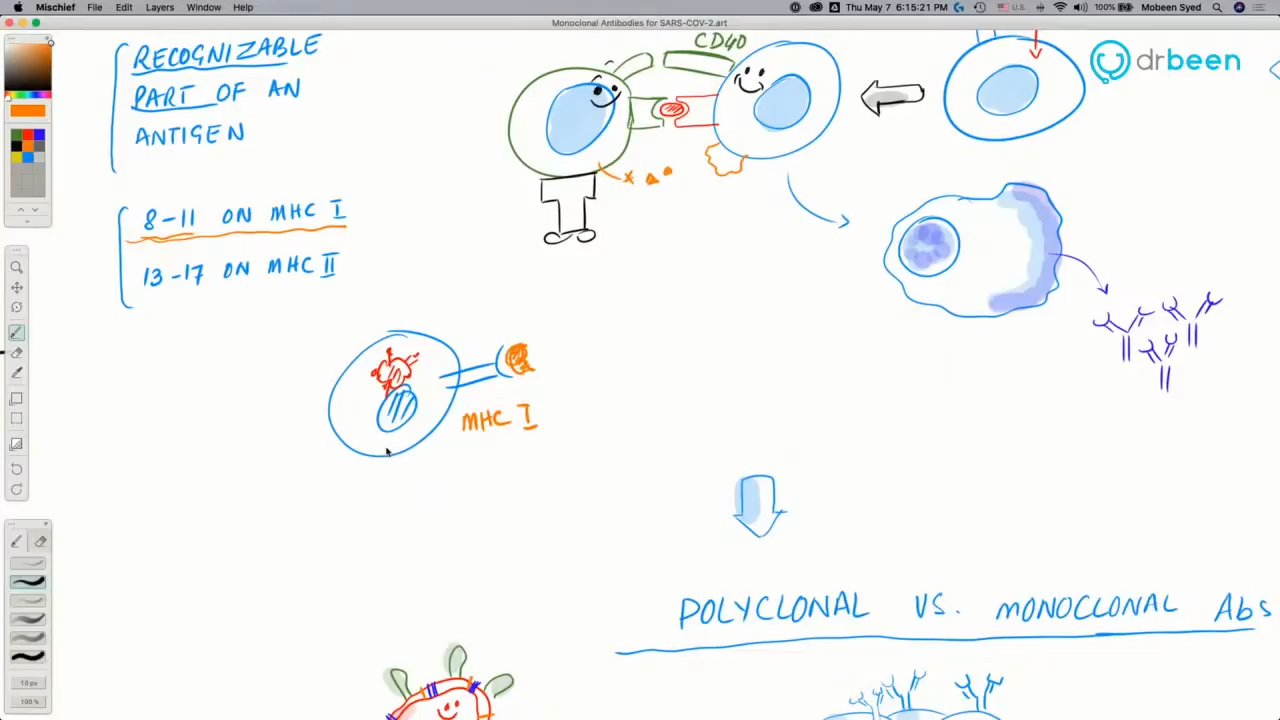 Mischief File Edit Layers Window Help
100% Thu May 7 6:15:21 PM Mobeen Syed
Monoclonal Antibodies for SARS-COV-2.art
drbeen
RECOGNIZABLE
PART OF AN
ANTIGEN
CD40
8-11 ON MHC I
13-17 ON MHC II
MHC I
POLYCLONAL VS. MONOCLONAL Abs
10 px
100 %